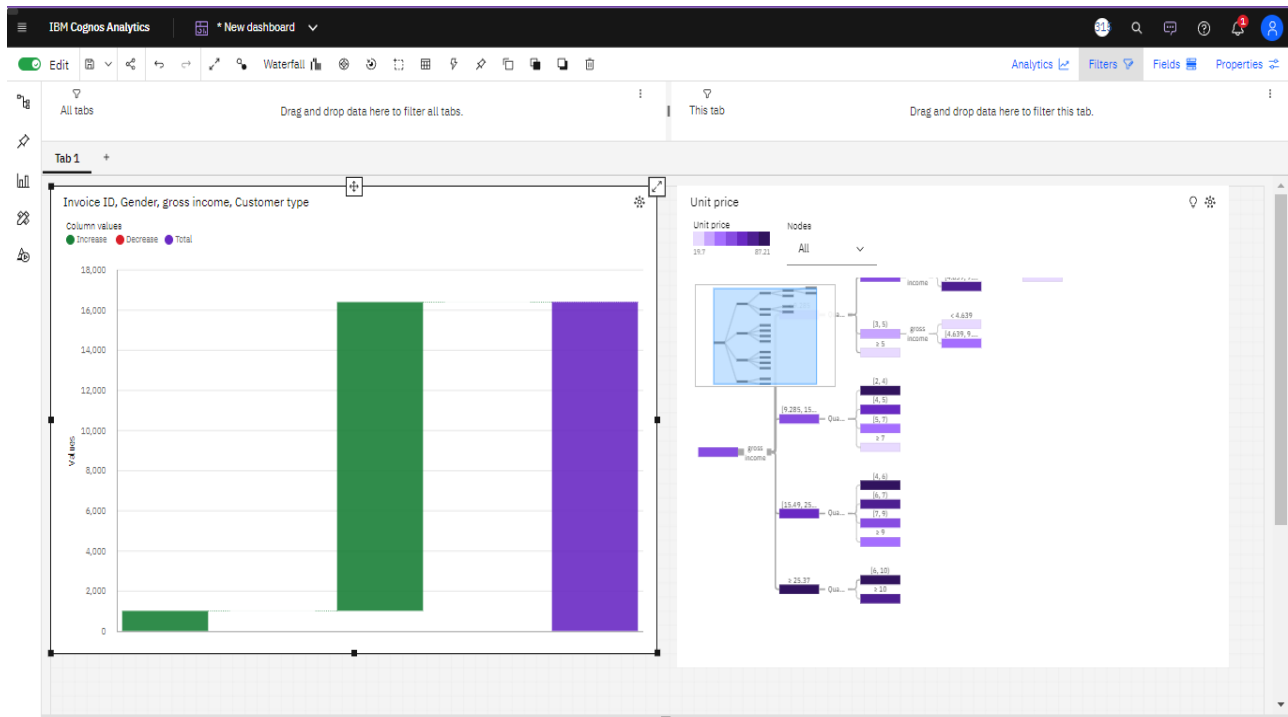 IBM Cognos Analytics
* New dashboard
1
Edit
Waterfall
Analytics
Filters
Fields
Properties
All tabs
Drag and drop data here to filter all tabs.
This tab
Drag and drop data here to filter this tab.
Tab 1
+
Invoice ID, Gender, gross income, Customer type
Column values
Increase Decrease Total
18,000
16,000
14,000
12,000
10,000
8,000
6,000
4,000
2,000
0
Values
Unit price
Unit price
19.7 87.21
Nodes
All
income
[3, 5)
≥ 5
gross
income
< 4.639
[4.639, 9....
[9.285, 15...
Qua...
[2, 4)
[4, 5)
[5, 7)
≥ 7
gross
income
[15.49, 25...
Qua...
[4, 6)
[6, 7)
[7, 9)
≥ 9
≥ 25.37
Qua...
[6, 10)
≥ 10